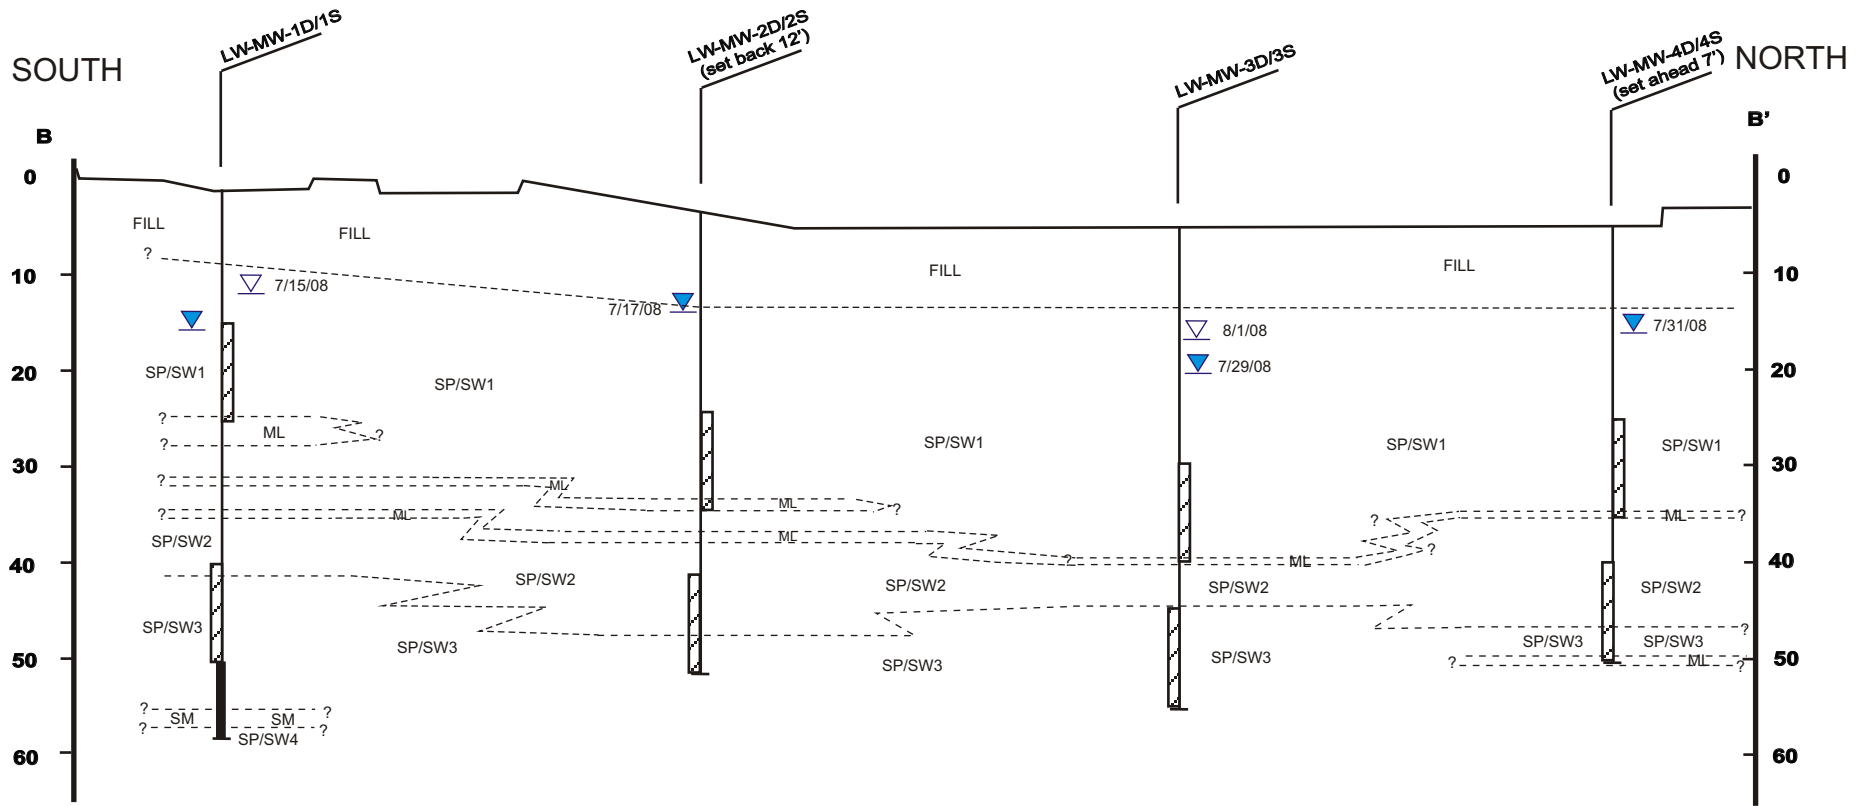 LW-MW-1D/1S
LW-MW-2D/2S
(set back 12')
LW-MW-3D/3S
LW-MW-4D/4S
(set ahead 7')
SOUTH
NORTH
B
B'
0
0
FILL
FILL
?
FILL
FILL
10
10
7/15/08
7/17/08
8/1/08
7/31/08
7/29/08
20
20
SP/SW1
SP/SW1
?
ML
?
?
SP/SW1
SP/SW1
SP/SW1
30
30
?
ML
ML
?
?
ML
?
ML
?
ML
SP/SW2
?
?
ML
40
40
SP/SW2
SP/SW2
SP/SW2
SP/SW2
SP/SW3
SP/SW3
?
SP/SW3
SP/SW3
SP/SW3
SP/SW3
50
50
?
ML
?
?
SM
SM
?
?
?
SP/SW4
60
60